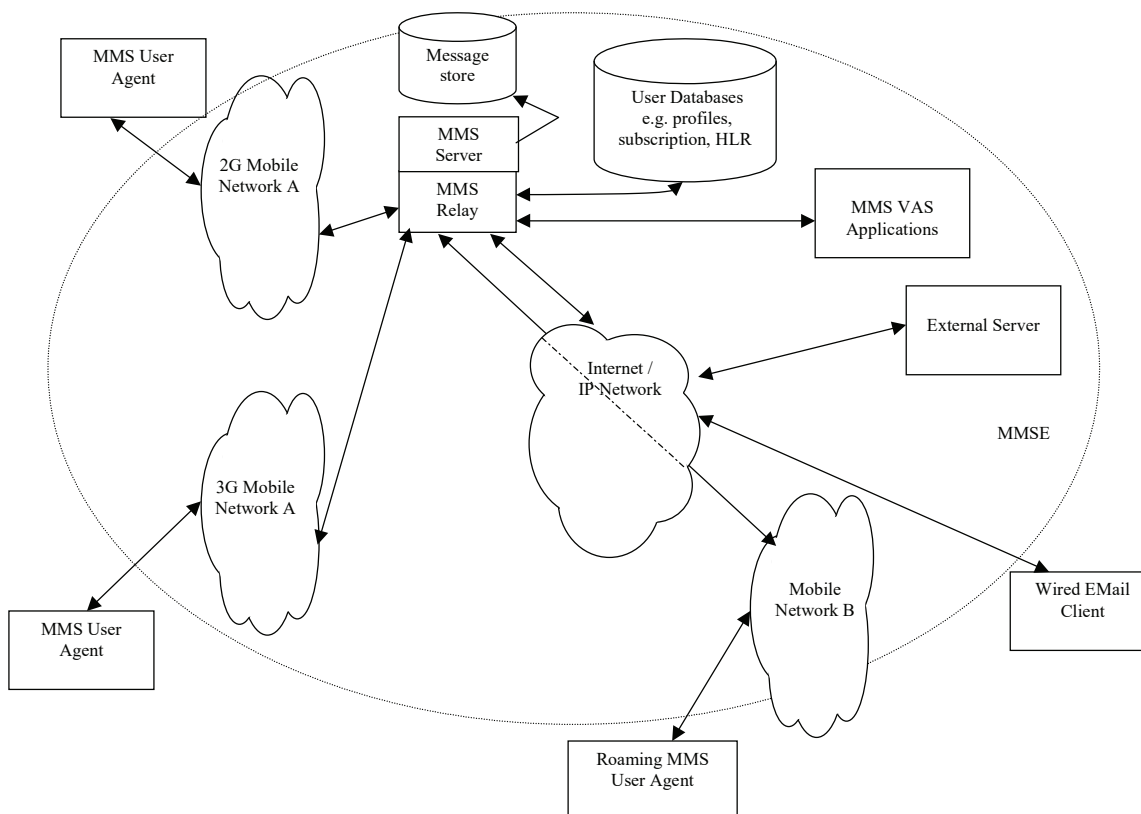 MMS User
Agent
Message
store
User Databases
e.g. profiles,
subscription, HLR
MMS
Server
2G Mobile
Network A
MMS
Relay
MMS VAS
Applications
External Server
Internet /
IP Network
MMSE
3G Mobile
Network A
Mobile
Network B
Wired EMail
Client
MMS User
Agent
Roaming MMS
User Agent